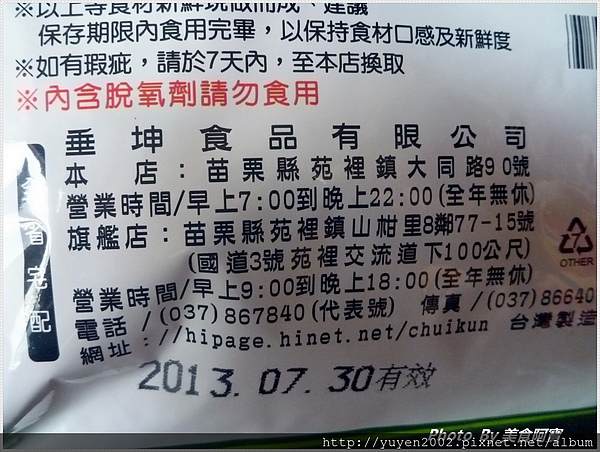 ※以上等食材新鮮現做而成、建議
保存期限內食用完畢，以保持食材口感及新鮮度
※如有瑕疵，請於7天內，至本店換取
※內含脫氧劑請勿食用
垂坤食品有限公司
本 店：苗栗縣苑裡鎮大同路90號
營業時間/早上7:00到晚上22:00(全年無休)
旗艦店：苗栗縣苑裡鎮山柑里8鄰77-15號
(國道3號苑裡交流道下100公尺)
營業時間/早上9:00到晚上18:00(全年無休)
電話/(037)867840(代表號) 傳真/(037)86640
網址://hipage.hinet.net/chuikun 台灣製造
省宅配
OTHER
2013.07.30有效
Photo By 美食阿寶
http://yuyen2002.pixnet.net/album